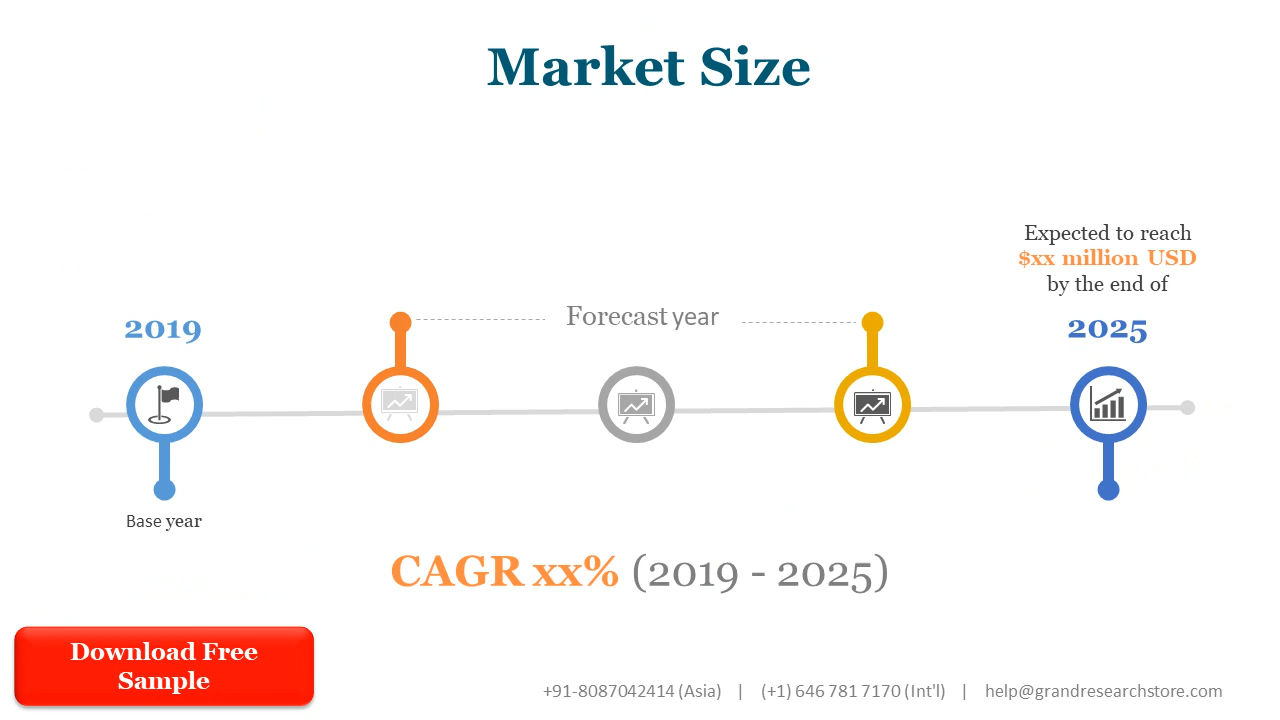 Market Size
Expected to reach
$xx million USD
by the end of
2025
2019
Forecast year
Base year
CAGR xx% (2019 - 2025)
Download Free
Sample
+91-8087042414 (Asia) | (+1) 646 781 7170 (Int'l) | help@grandresearchstore.com